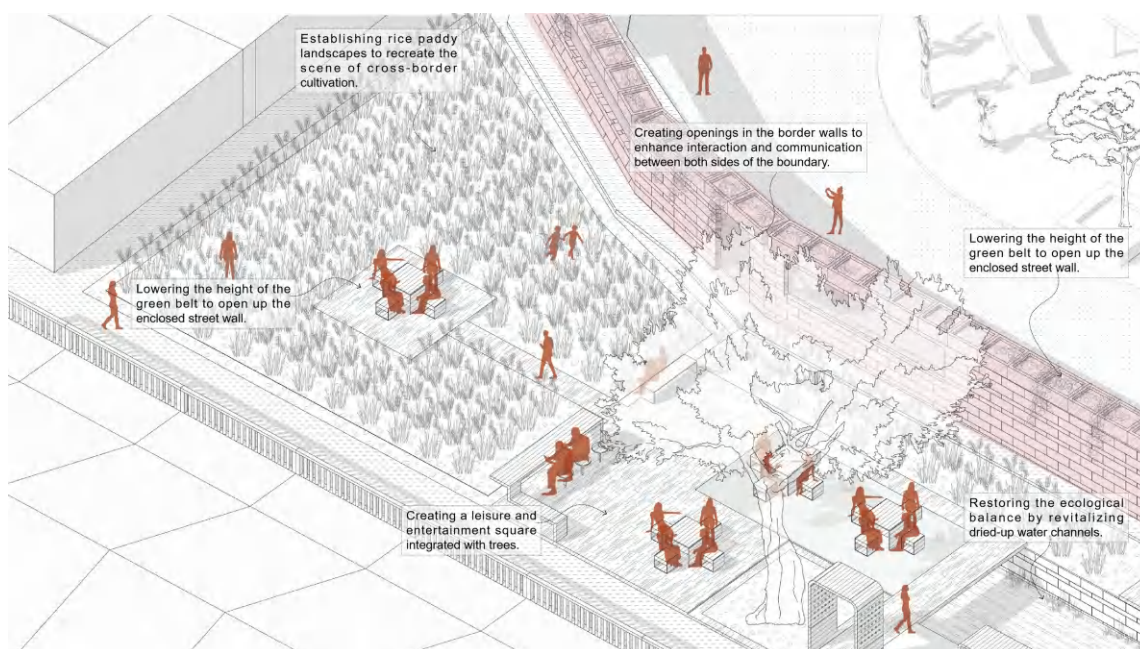 Establishing rice paddy
landscapes to recreate the
scene of cross-border
cultivation.
Creating openings in the border walls to
enhance interaction and communication
between both sides of the boundary.
Lowering the height of the
green belt to open up the
enclosed street wall.
Lowering the height of the
green belt to open up the
enclosed street wall.
Creating a leisure and
entertainment square
integrated with trees.
Restoring the ecological
balance by revitalizing
dried-up water channels.